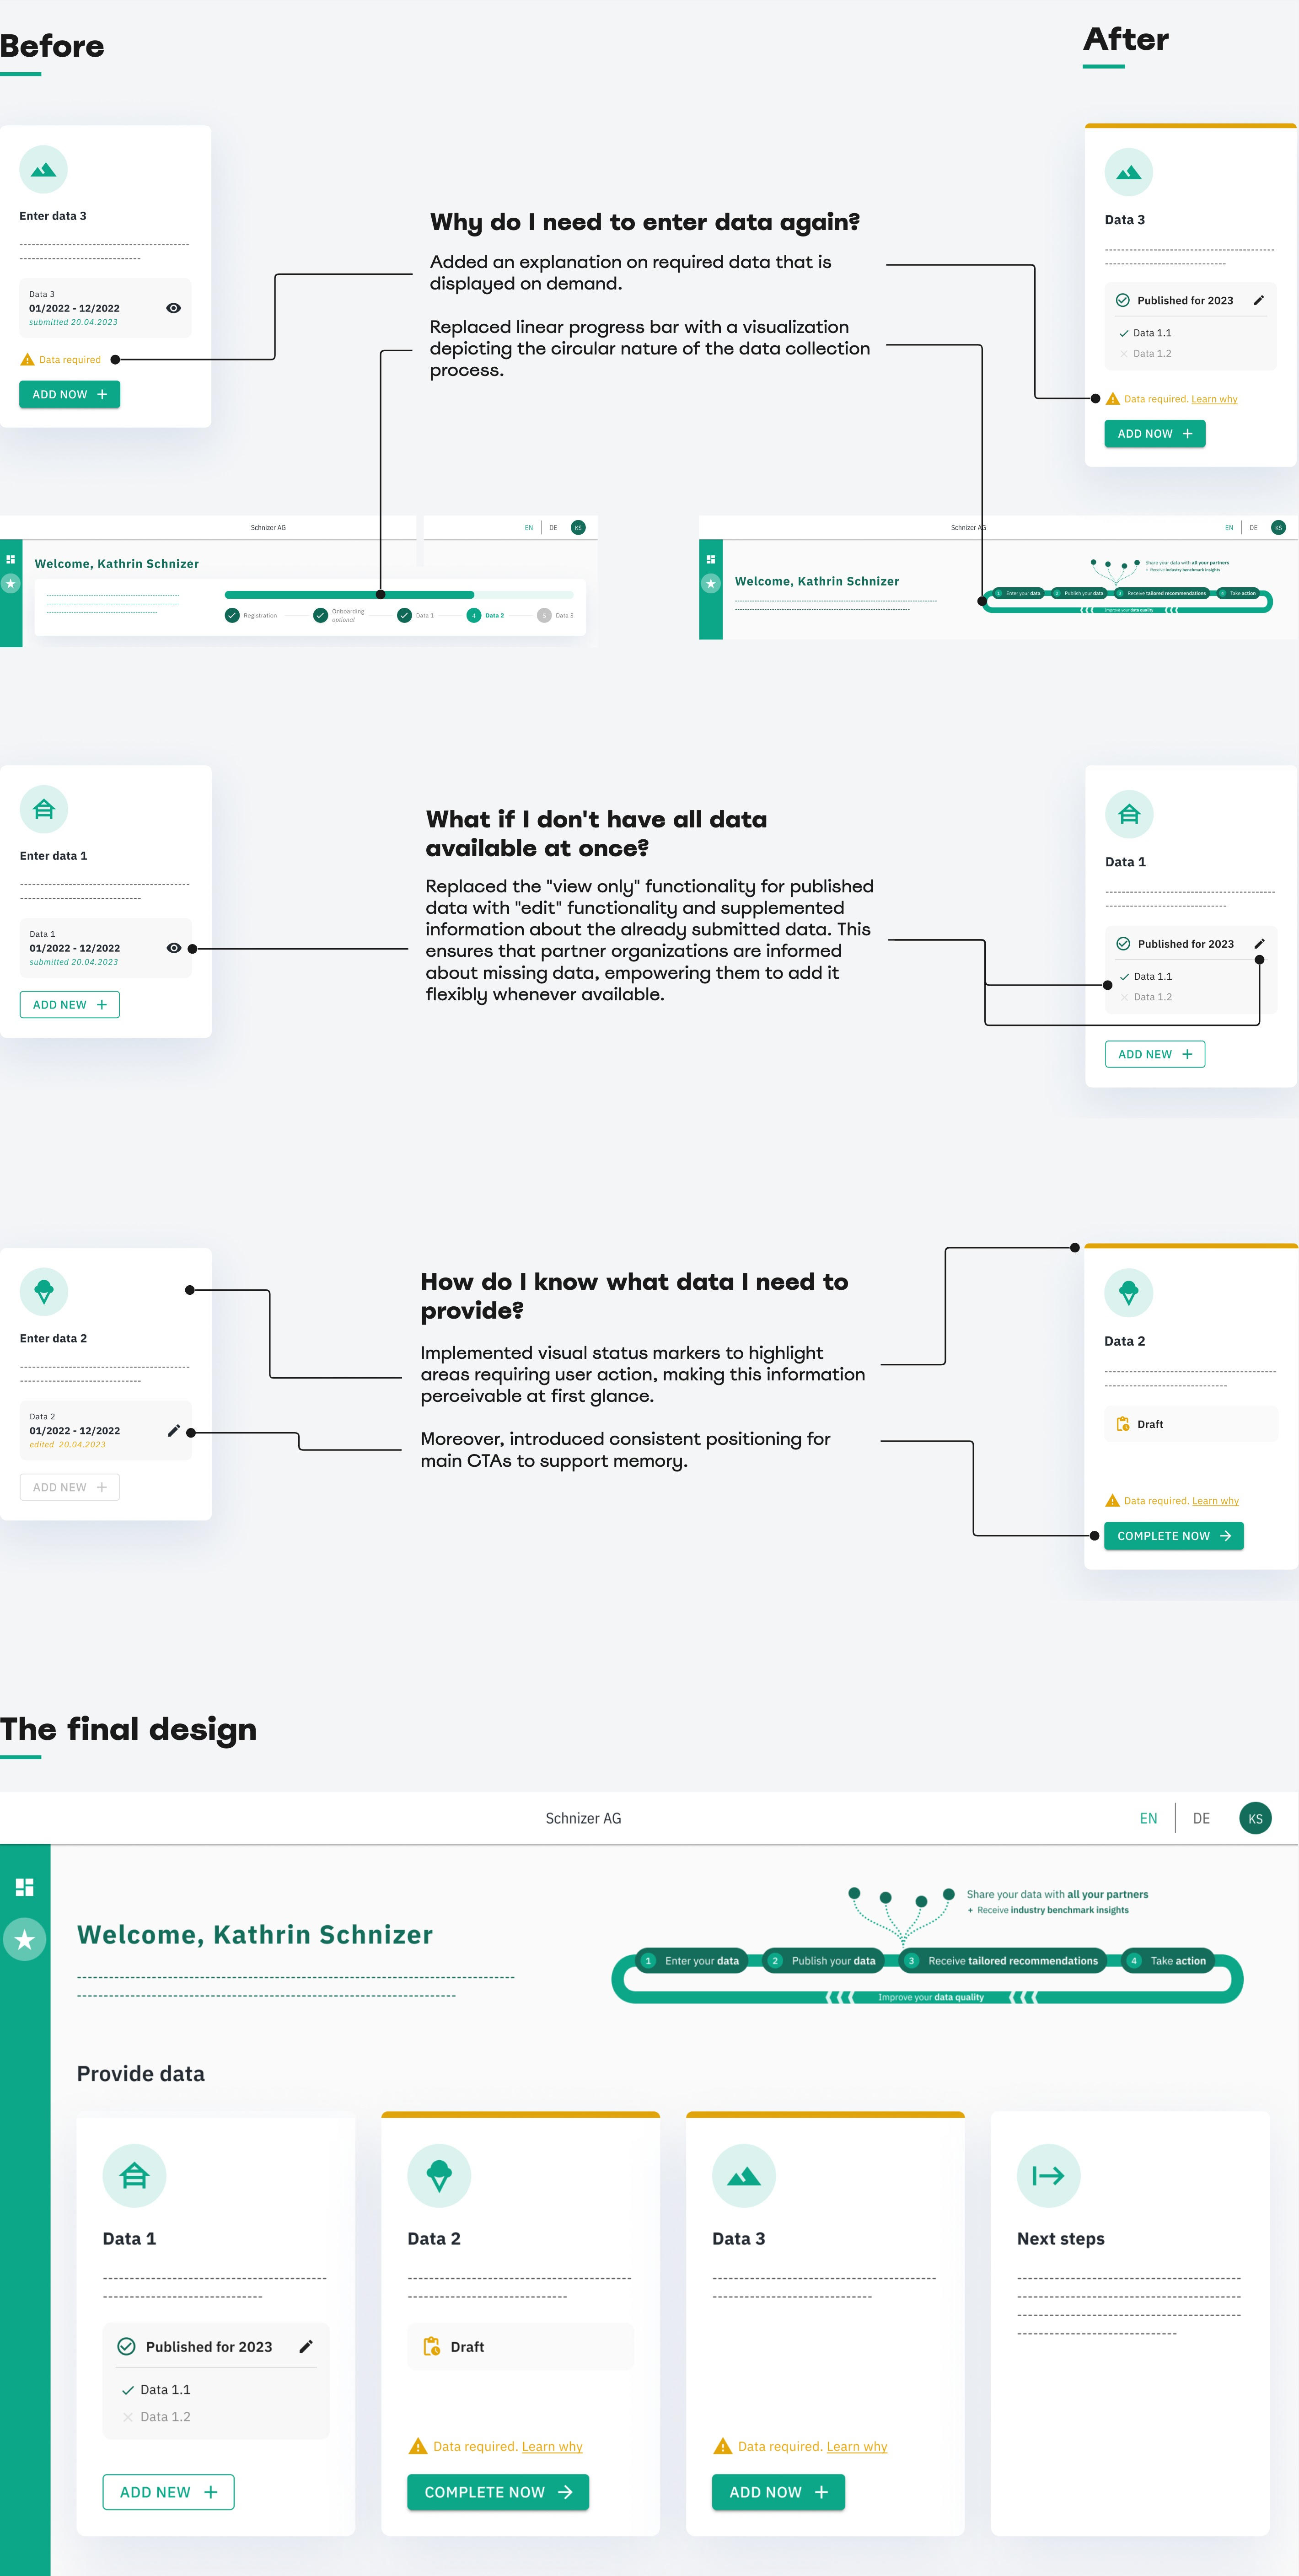 Before
After
Enter data 3
Data 3
01/2022 - 12/2022
submitted 20.04.2023
Data required
ADD NOW
Why do I need to enter data again?
Added an explanation on required data that is
displayed on demand.
Replaced linear progress bar with a visualization
depicting the circular nature of the data collection
process.
Data 3
Published for 2023
Data 1.1
Data 1.2
Data required. Learn why
ADD NOW
Schnizer AG
EN
DE
KS
Welcome, Kathrin Schnizer
Registration
Onboarding
optional
Data 1
4
Data 2
5
Data 3
Schnizer AG
EN
DE
KS
Welcome, Kathrin Schnizer
Share your data with all your partners
+ Receive industry benchmark insights
1 Enter your data
2 Publish your data
3 Receive tailored recommendations
4 Take action
Improve your data quality
Enter data 1
Data 1
01/2022 - 12/2022
submitted 20.04.2023
ADD NEW
What if I don't have all data
available at once?
Replaced the "view only" functionality for published
data with "edit" functionality and supplemented
information about the already submitted data. This
ensures that partner organizations are informed
about missing data, empowering them to add it
flexibly whenever available.
Data 1
Published for 2023
Data 1.1
Data 1.2
ADD NEW
Enter data 2
Data 2
01/2022 - 12/2022
edited 20.04.2023
ADD NEW
How do I know what data I need to
provide?
Implemented visual status markers to highlight
areas requiring user action, making this information
perceivable at first glance.
Moreover, introduced consistent positioning for
main CTAs to support memory.
Data 2
Draft
Data required. Learn why
COMPLETE NOW
The final design
Schnizer AG
EN
DE
KS
Welcome, Kathrin Schnizer
Share your data with all your partners
+ Receive industry benchmark insights
1 Enter your data
2 Publish your data
3 Receive tailored recommendations
4 Take action
Improve your data quality
Provide data
Data 1
Published for 2023
Data 1.1
Data 1.2
ADD NEW
Data 2
Draft
Data required. Learn why
COMPLETE NOW
Data 3
Data required. Learn why
ADD NOW
Next steps